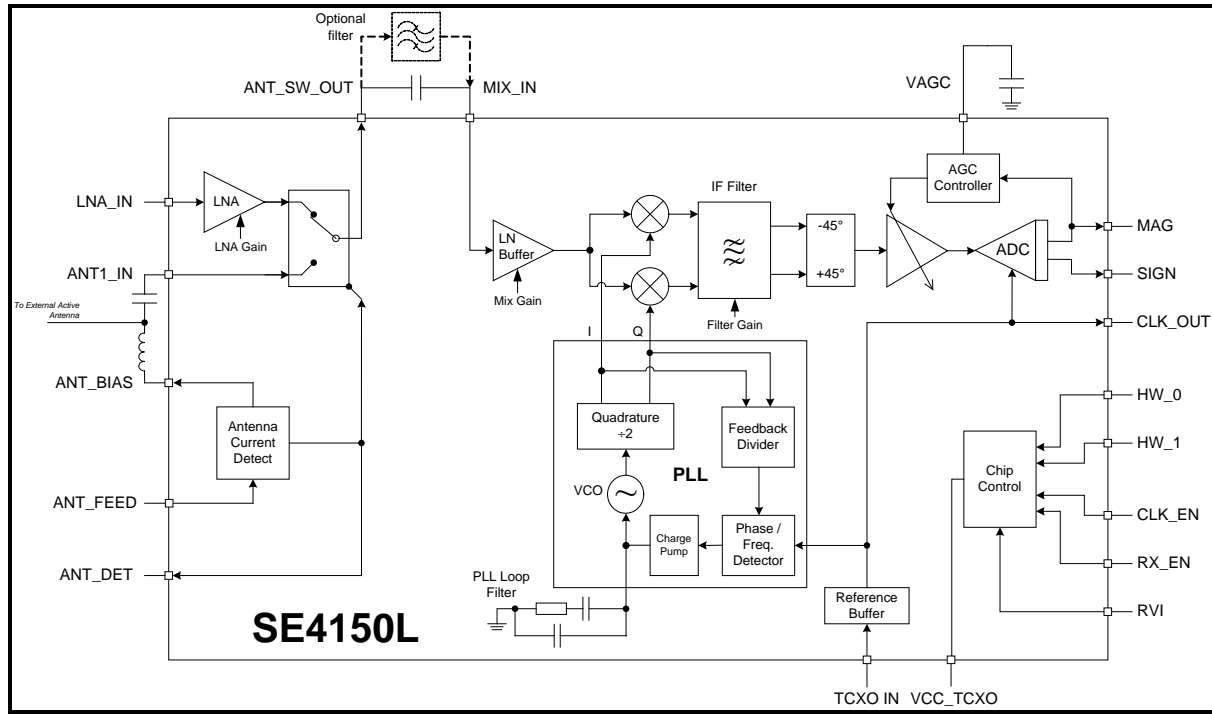 Optional
filter
ANT_SW_OUT
MIX_IN
VAGC
AGC
Controller
IF Filter
LNA_IN
LNA
LNA Gain
LN
Buffer
Mix Gain
-45°
+45°
Filter Gain
ADC
MAG
SIGN
CLK_OUT
ANT1_IN
To External Active
Antenna
I
Q
ANT_BIAS
Antenna
Current
Detect
Quadrature
÷2
Feedback
Divider
PLL
VCO
~
HW_0
HW_1
Chip
Control
ANT_FEED
CLK_EN
Charge
Pump
Phase /
Freq.
Detector
RX_EN
ANT_DET
PLL Loop
Filter
Reference
Buffer
RVI
SE4150L
TCXO IN
VCC_TCXO